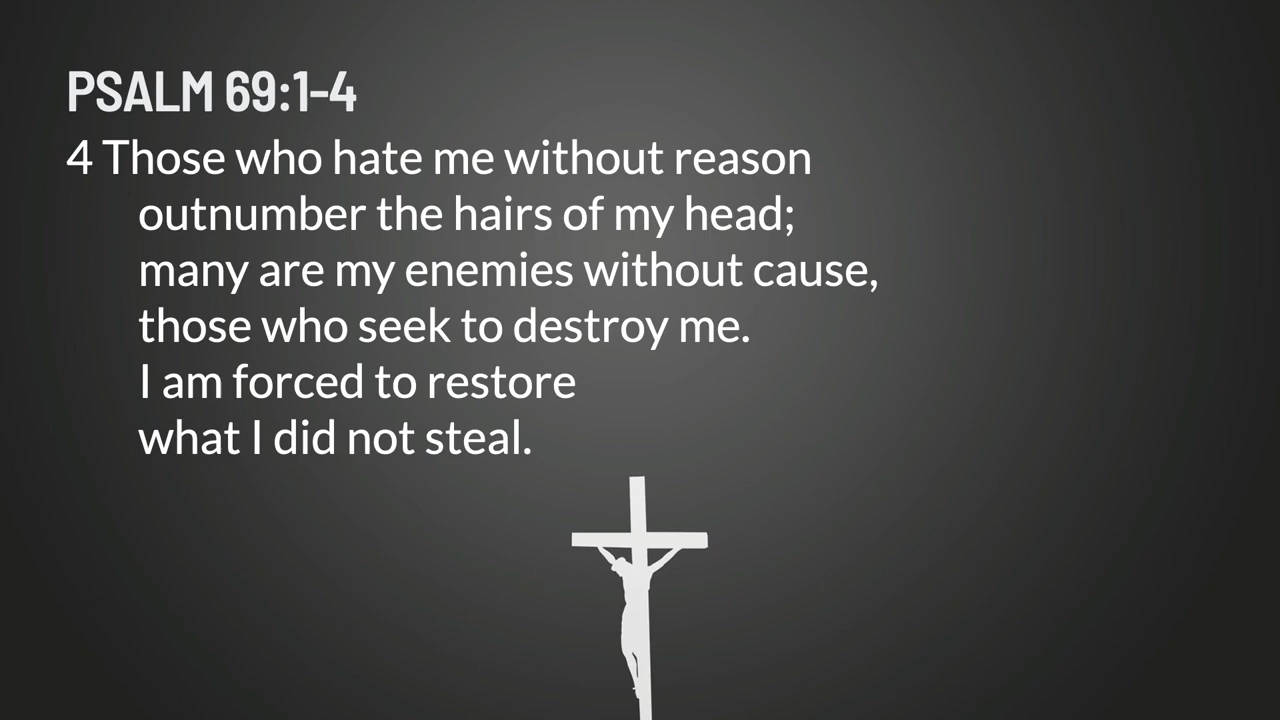 PSALM 69:1-4
4 Those who hate me without reason
outnumber the hairs of my head;
many are my enemies without cause,
those who seek to destroy me.
I am forced to restore
what I did not steal.